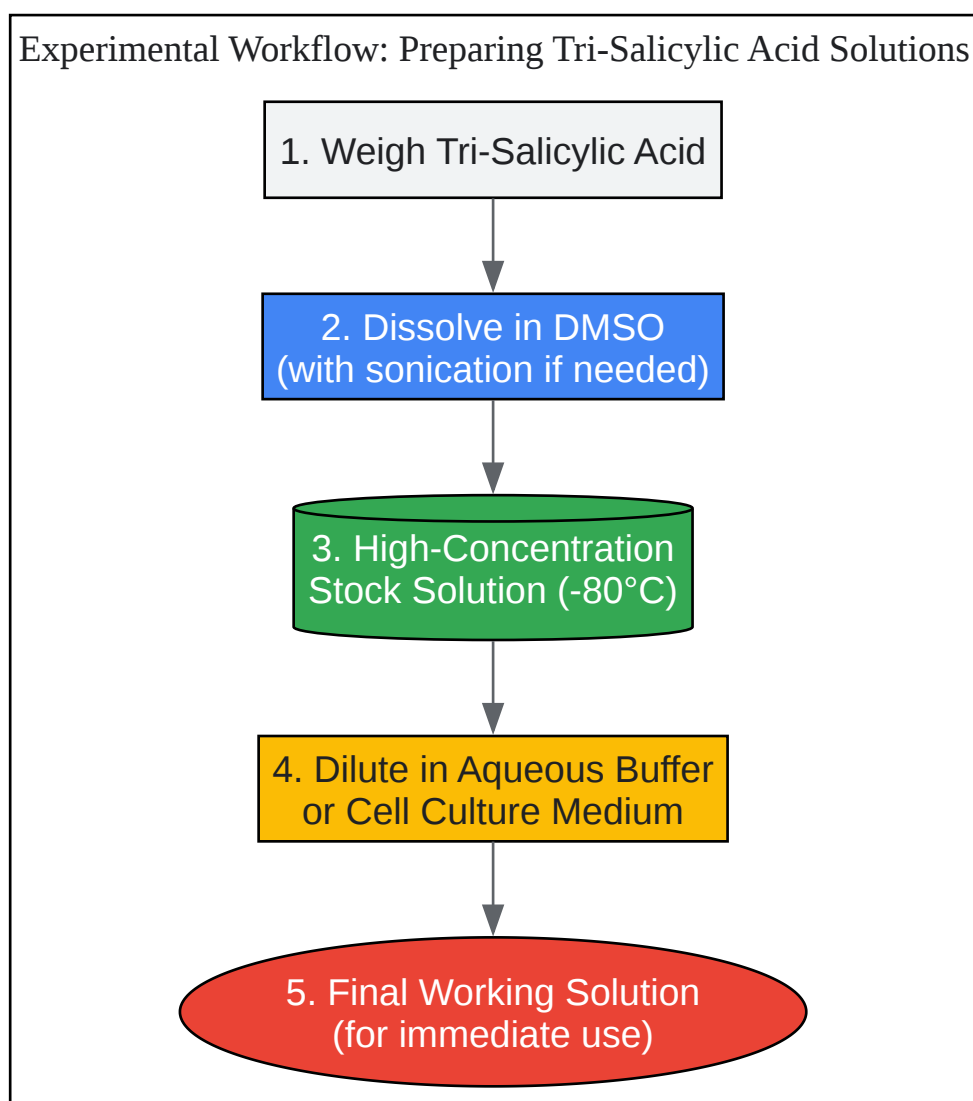 Experimental Workflow: Preparing Tri-Salicylic Acid Solutions
1. Weigh Tri-Salicylic Acid
2. Dissolve in DMSO
(with sonication if needed)
3. High-Concentration
Stock Solution (-80°C)
4. Dilute in Aqueous Buffer
or Cell Culture Medium
5. Final Working Solution
(for immediate use)